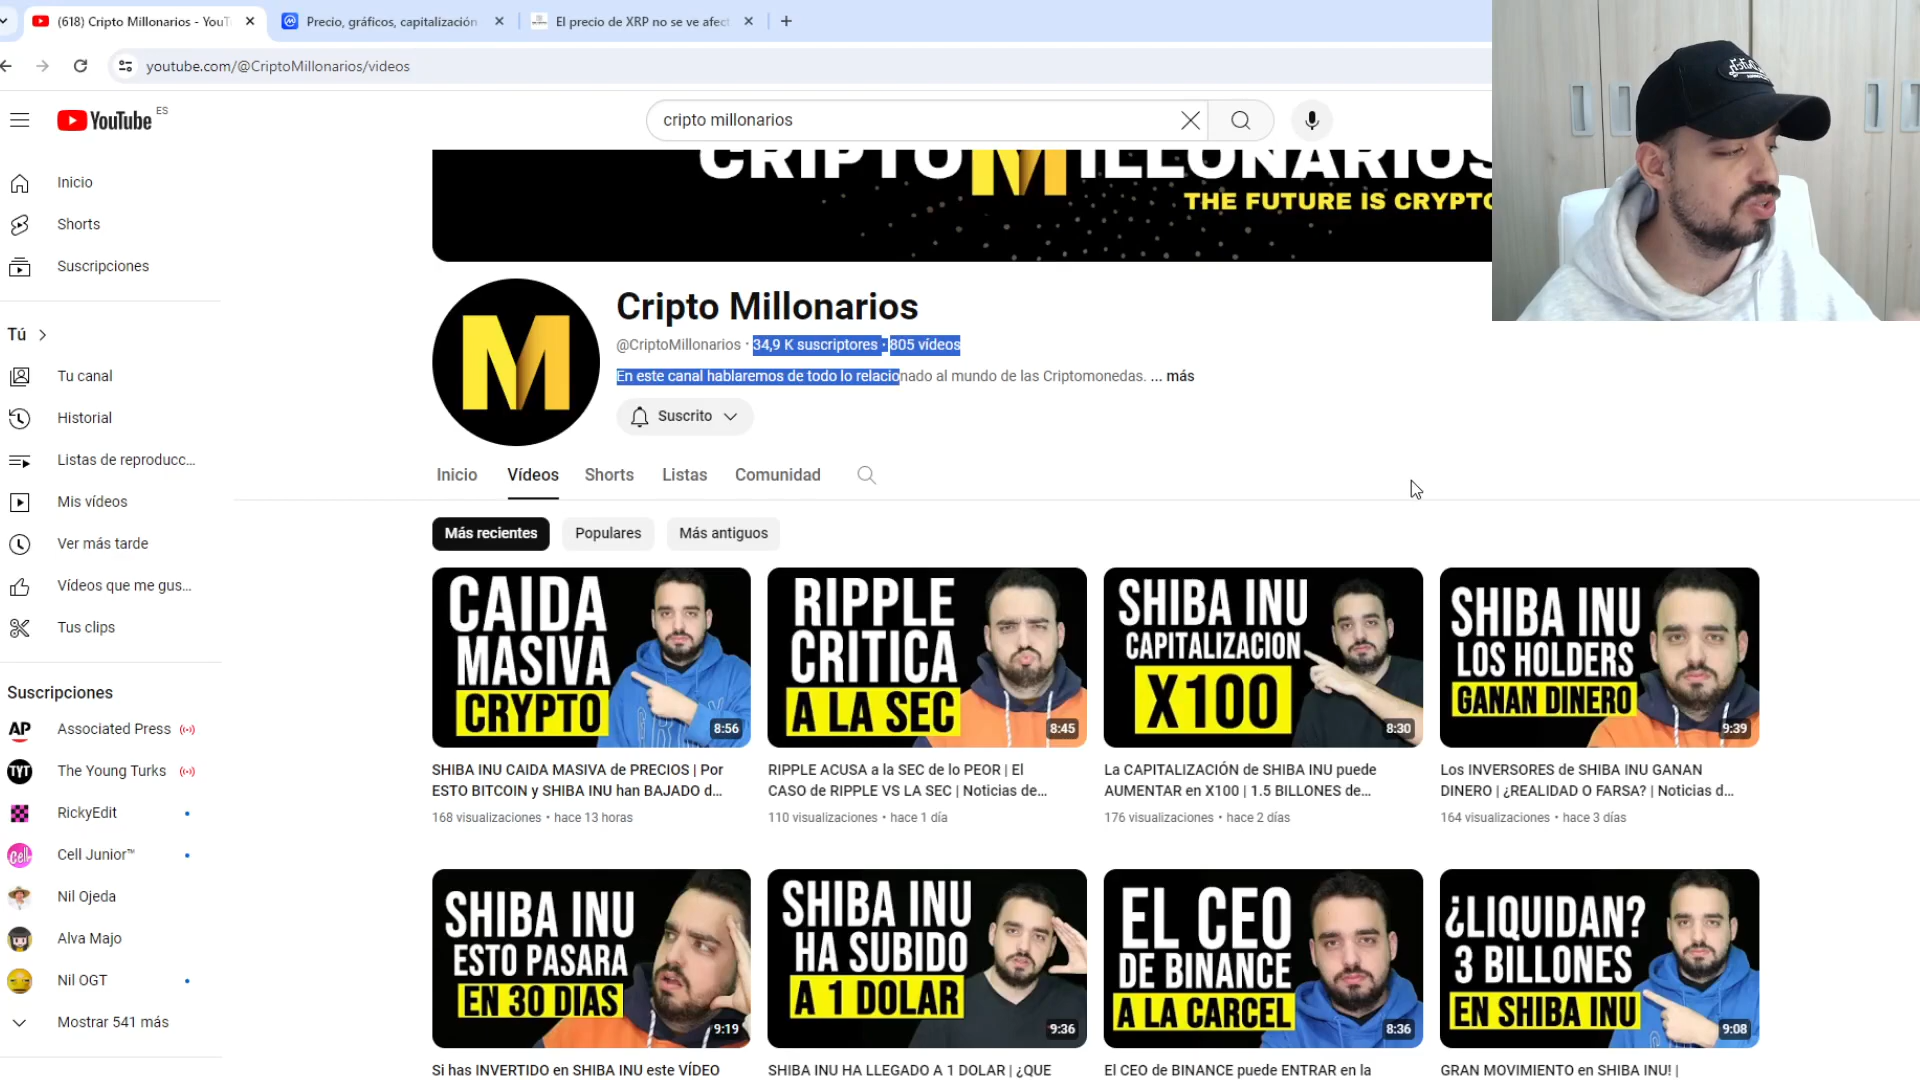 (618) Cripto Millonarios - YouT
Precio, gráficos, capitalización
El precio de XRP no se ve afect
youtube.com/@CriptoMillonarios/videos
YouTube ES
cripto millonarios
CRIPTO MILLONARIOS
THE FUTURE IS CRYPTO
Inicio
Shorts
Suscripciones
Tú
Tu canal
Historial
Listas de reproducc...
Mis vídeos
Ver más tarde
Vídeos que me gus...
Tus clips
Suscripciones
AP Associated Press
TYT The Young Turks
RickyEdit
Cell Cell Junior™
Nil Ojeda
Alva Majo
Nil OGT
Mostrar 541 más
M
Cripto Millonarios
@CriptoMillonarios · 34,9 K suscriptores · 805 vídeos
En este canal hablaremos de todo lo relacionado al mundo de las Criptomonedas. ... más
Suscrito
Inicio Vídeos Shorts Listas Comunidad
Más recientes Populares Más antiguos
CAIDA
MASIVA
CRYPTO
8:56
SHIBA INU CAIDA MASIVA de PRECIOS | Por
ESTO BITCOIN y SHIBA INU han BAJADO d...
168 visualizaciones • hace 13 horas
RIPPLE
CRITICA
A LA SEC
8:45
RIPPLE ACUSA a la SEC de lo PEOR | El
CASO de RIPPLE VS LA SEC | Noticias de...
110 visualizaciones • hace 1 día
SHIBA INU
CAPITALIZACION
X100
8:30
La CAPITALIZACIÓN de SHIBA INU puede
AUMENTAR en X100 | 1.5 BILLONES de...
176 visualizaciones • hace 2 días
SHIBA INU
LOS HOLDERS
GANAN DINERO
9:39
Los INVERSORES de SHIBA INU GANAN
DINERO | ¿REALIDAD O FARSA? | Noticias d...
164 visualizaciones • hace 3 días
SHIBA INU
ESTO PASARA
EN 30 DIAS
9:19
Si has INVERTIDO en SHIBA INU este VÍDEO
SHIBA INU
HA SUBIDO
A 1 DOLAR
9:36
SHIBA INU HA LLEGADO A 1 DOLAR | ¿QUE
EL CEO
DE BINANCE
A LA CARCEL
8:36
El CEO de BINANCE puede ENTRAR en la
¿LIQUIDAN?
3 BILLONES
EN SHIBA INU
9:08
GRAN MOVIMIENTO en SHIBA INU! |